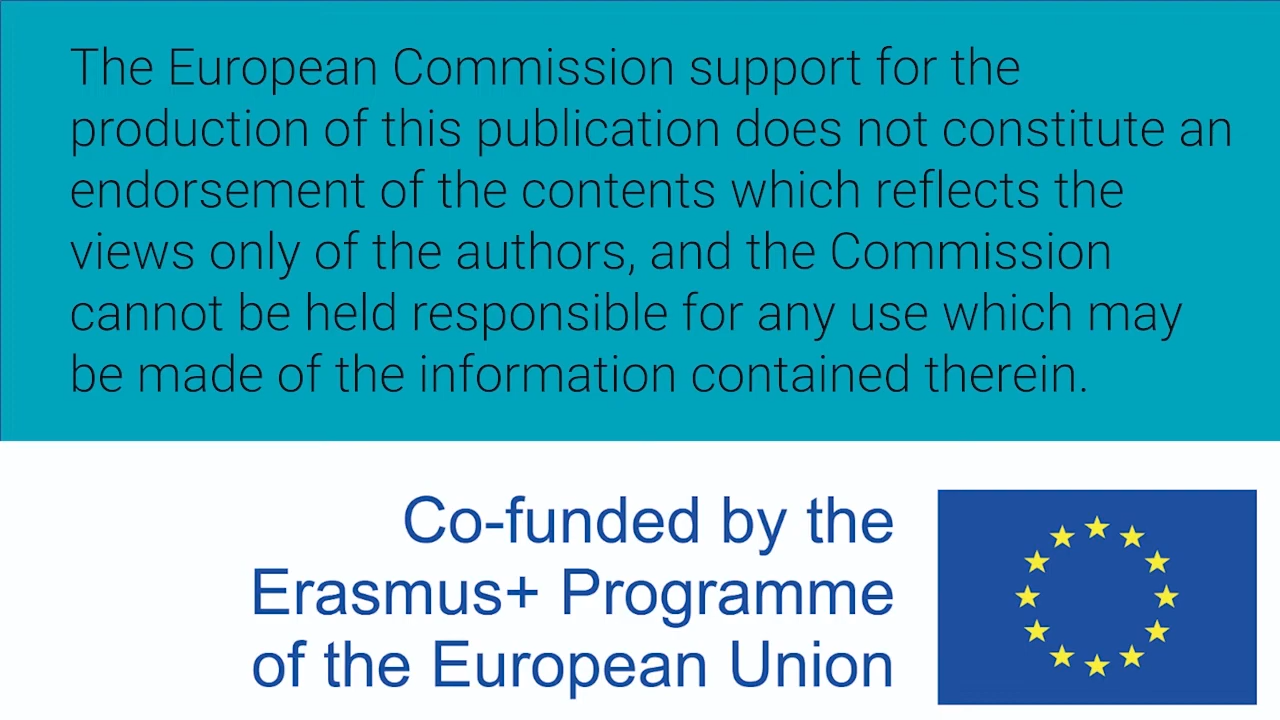 The European Commission support for the
production of this publication does not constitute an
endorsement of the contents which reflects the
views only of the authors, and the Commission
cannot be held responsible for any use which may
be made of the information contained therein.
Co-funded by the
Erasmus+ Programme
of the European Union